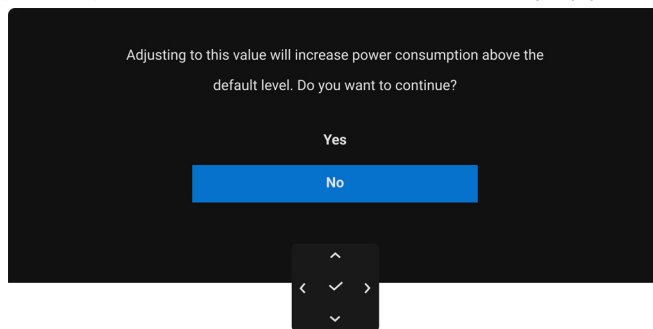 Adjusting to this value will increase power consumption above the
default level. Do you want to continue?
Yes
No